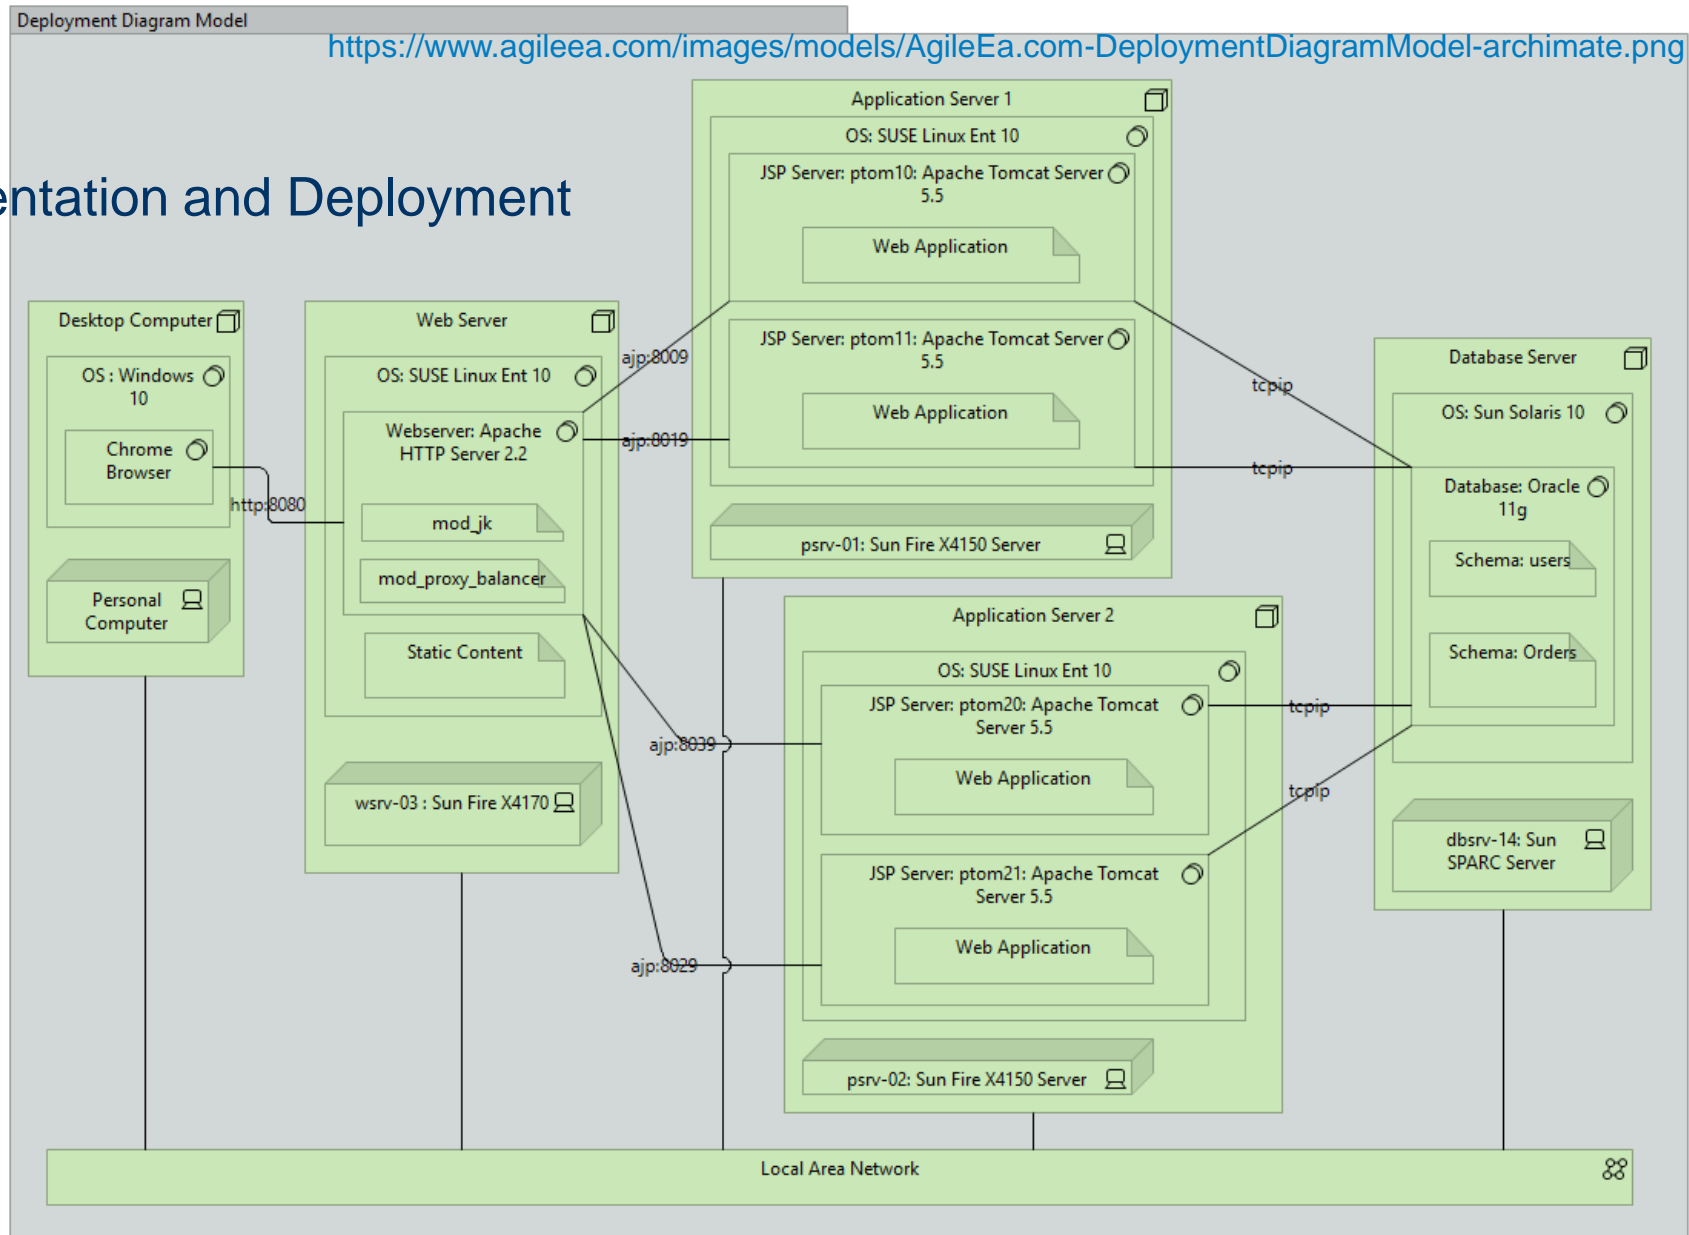 Deployment Diagram Model
https://www.agileea.com/images/models/AgileEa.com-DeploymentDiagramModel-archimate.png
entation and Deployment
Desktop Computer
OS : Windows
10
Chrome
Browser
Personal
Computer
http:8080
Web Server
OS: SUSE Linux Ent 10
Webserver: Apache
HTTP Server 2.2
mod_jk
mod_proxy_balancer
Static Content
wsrv-03 : Sun Fire X4170
ajp:8009
ajp:8019
ajp:8039
ajp:8029
Application Server 1
OS: SUSE Linux Ent 10
JSP Server: ptom10: Apache Tomcat Server
5.5
Web Application
JSP Server: ptom11: Apache Tomcat Server
5.5
Web Application
psrv-01: Sun Fire X4150 Server
Application Server 2
OS: SUSE Linux Ent 10
JSP Server: ptom20: Apache Tomcat
Server 5.5
Web Application
JSP Server: ptom21: Apache Tomcat
Server 5.5
Web Application
psrv-02: Sun Fire X4150 Server
tcpip
tcpip
tcpip
tcpip
Database Server
OS: Sun Solaris 10
Database: Oracle
11g
Schema: users
Schema: Orders
dbsrv-14: Sun
SPARC Server
Local Area Network